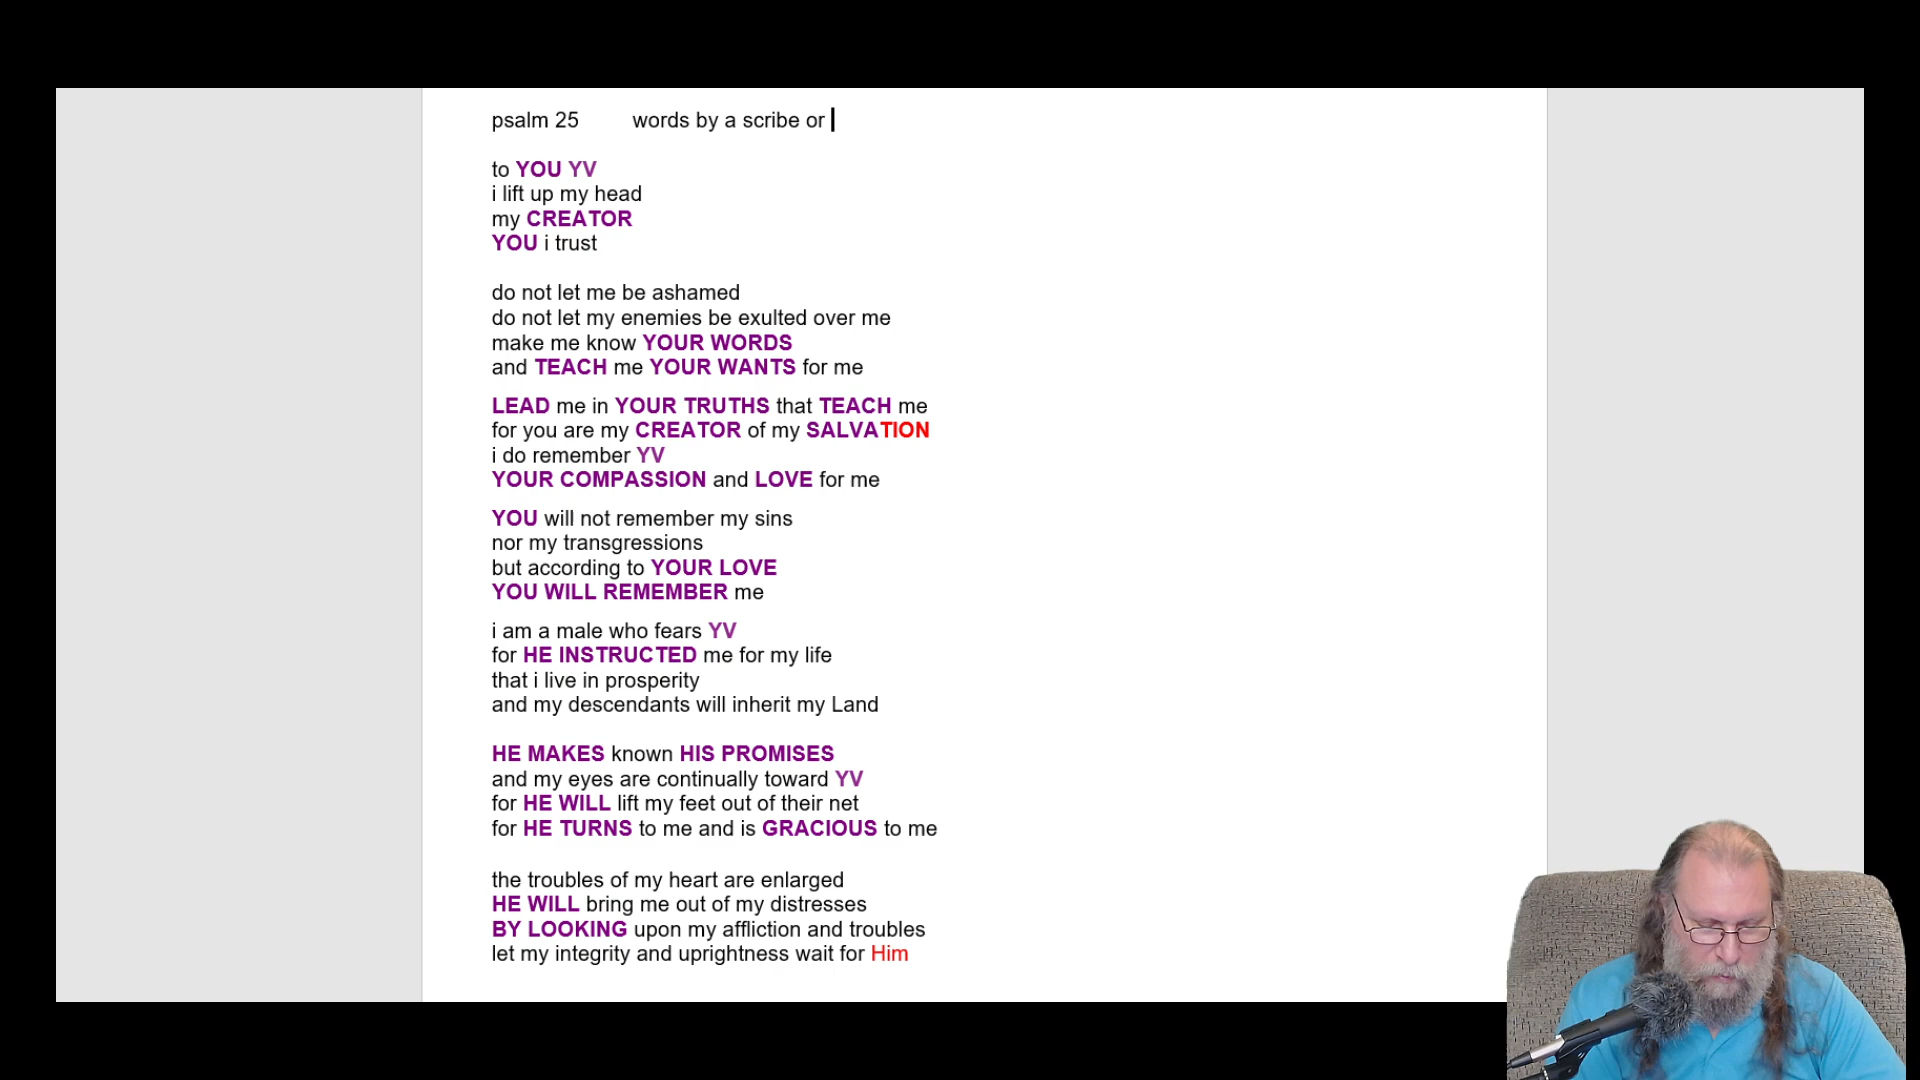 psalm 25 words by a scribe or
to YOU YV
i lift up my head
my CREATOR
YOU i trust
do not let me be ashamed
do not let my enemies be exulted over me
make me know YOUR WORDS
and TEACH me YOUR WANTS for me
LEAD me in YOUR TRUTHS that TEACH me
for you are my CREATOR of my SALVATION
i do remember YV
YOUR COMPASSION and LOVE for me
YOU will not remember my sins
nor my transgressions
but according to YOUR LOVE
YOU WILL REMEMBER me
i am a male who fears YV
for HE INSTRUCTED me for my life
that i live in prosperity
and my descendants will inherit my Land
HE MAKES known HIS PROMISES
and my eyes are continually toward YV
for HE WILL lift my feet out of their net
for HE TURNS to me and is GRACIOUS to me
the troubles of my heart are enlarged
HE WILL bring me out of my distresses
BY LOOKING upon my affliction and troubles
let my integrity and uprightness wait for Him